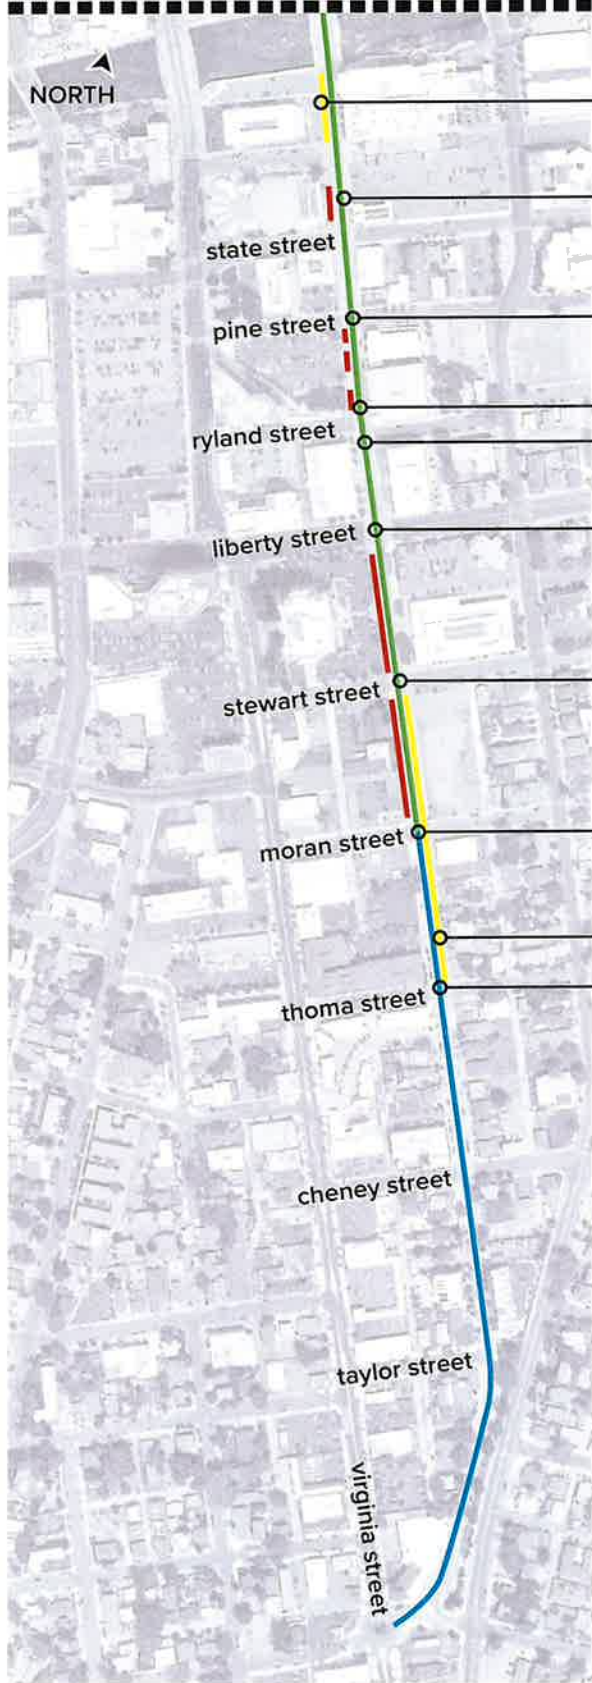 NORTH
state street
pine street
ryland street
liberty street
stewart street
moran street
thoma street
cheney street
taylor street
virginia street